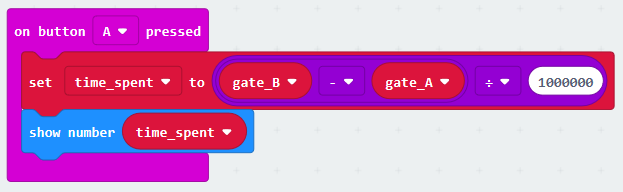 on button A pressed
set time_spent to gate_B - gate_A ÷ 1000000
show number time_spent